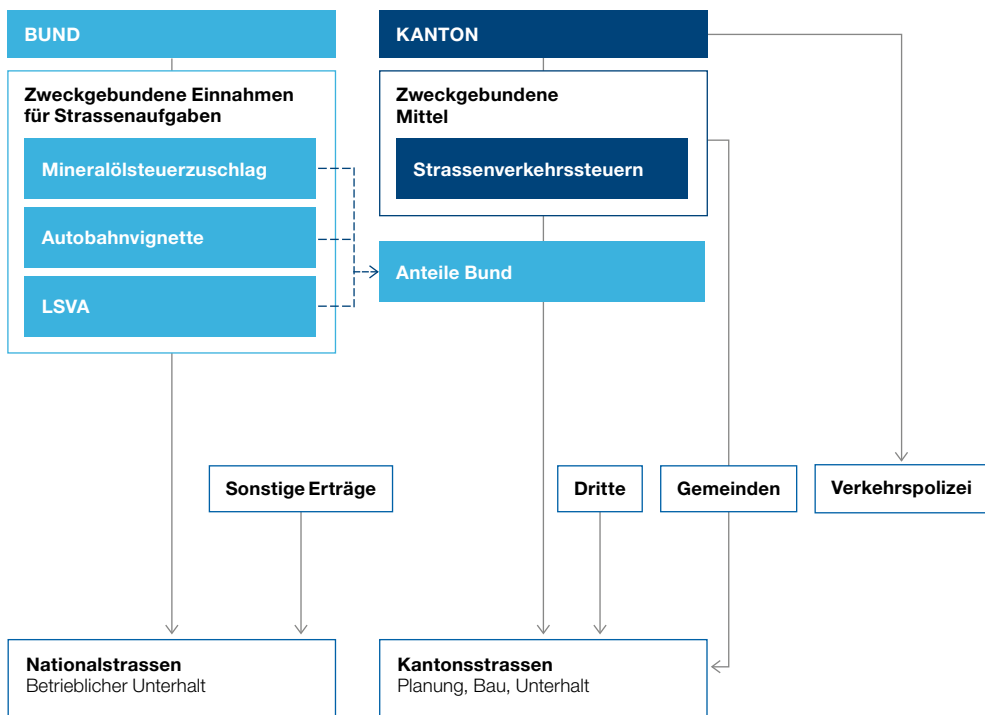 BUND
Zweckgebundene Einnahmen
für Strassenaufgaben
Mineralölsteuerzuschlag
Autobahnvignette
LSVA
KANTON
Zweckgebundene
Mittel
Strassenverkehrssteuern
Anteile Bund
Sonstige Erträge
Dritte
Gemeinden
Verkehrspolizei
Nationalstrassen
Betrieblicher Unterhalt
Kantonsstrassen
Planung, Bau, Unterhalt